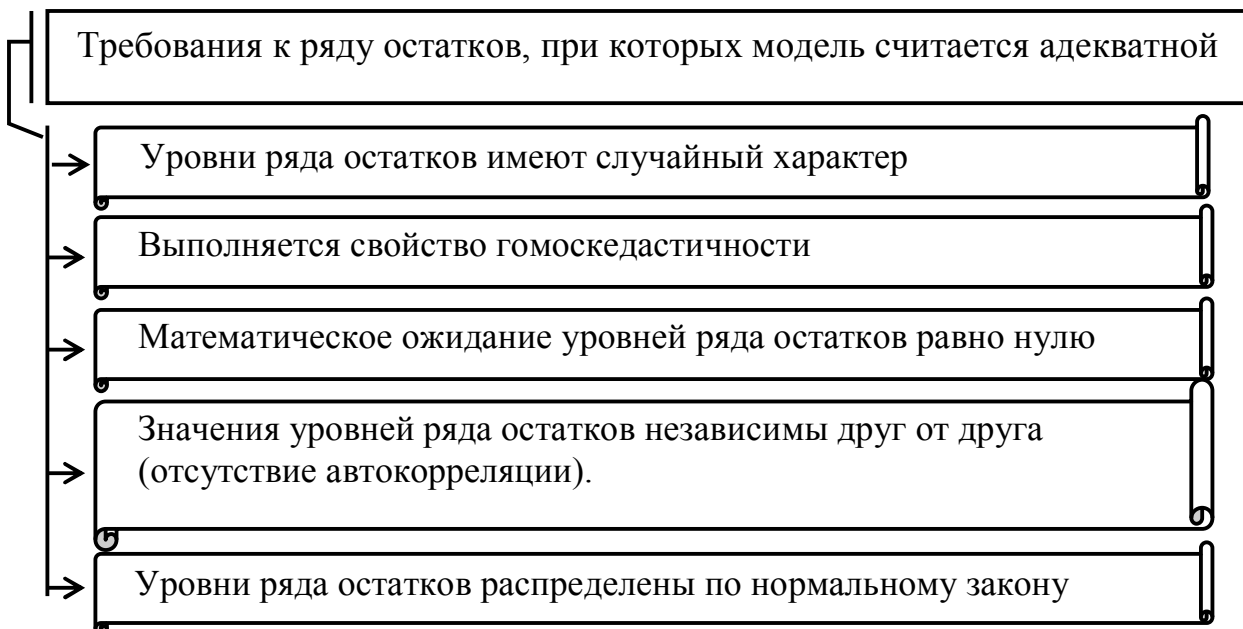 Требования к ряду остатков, при которых модель считается адекватной
Уровни ряда остатков имеют случайный характер
Выполняется свойство гомоскедастичности
Математическое ожидание уровней ряда остатков равно нулю
Значения уровней ряда остатков независимы друг от друга
(отсутствие автокорреляции).
Уровни ряда остатков распределены по нормальному закону